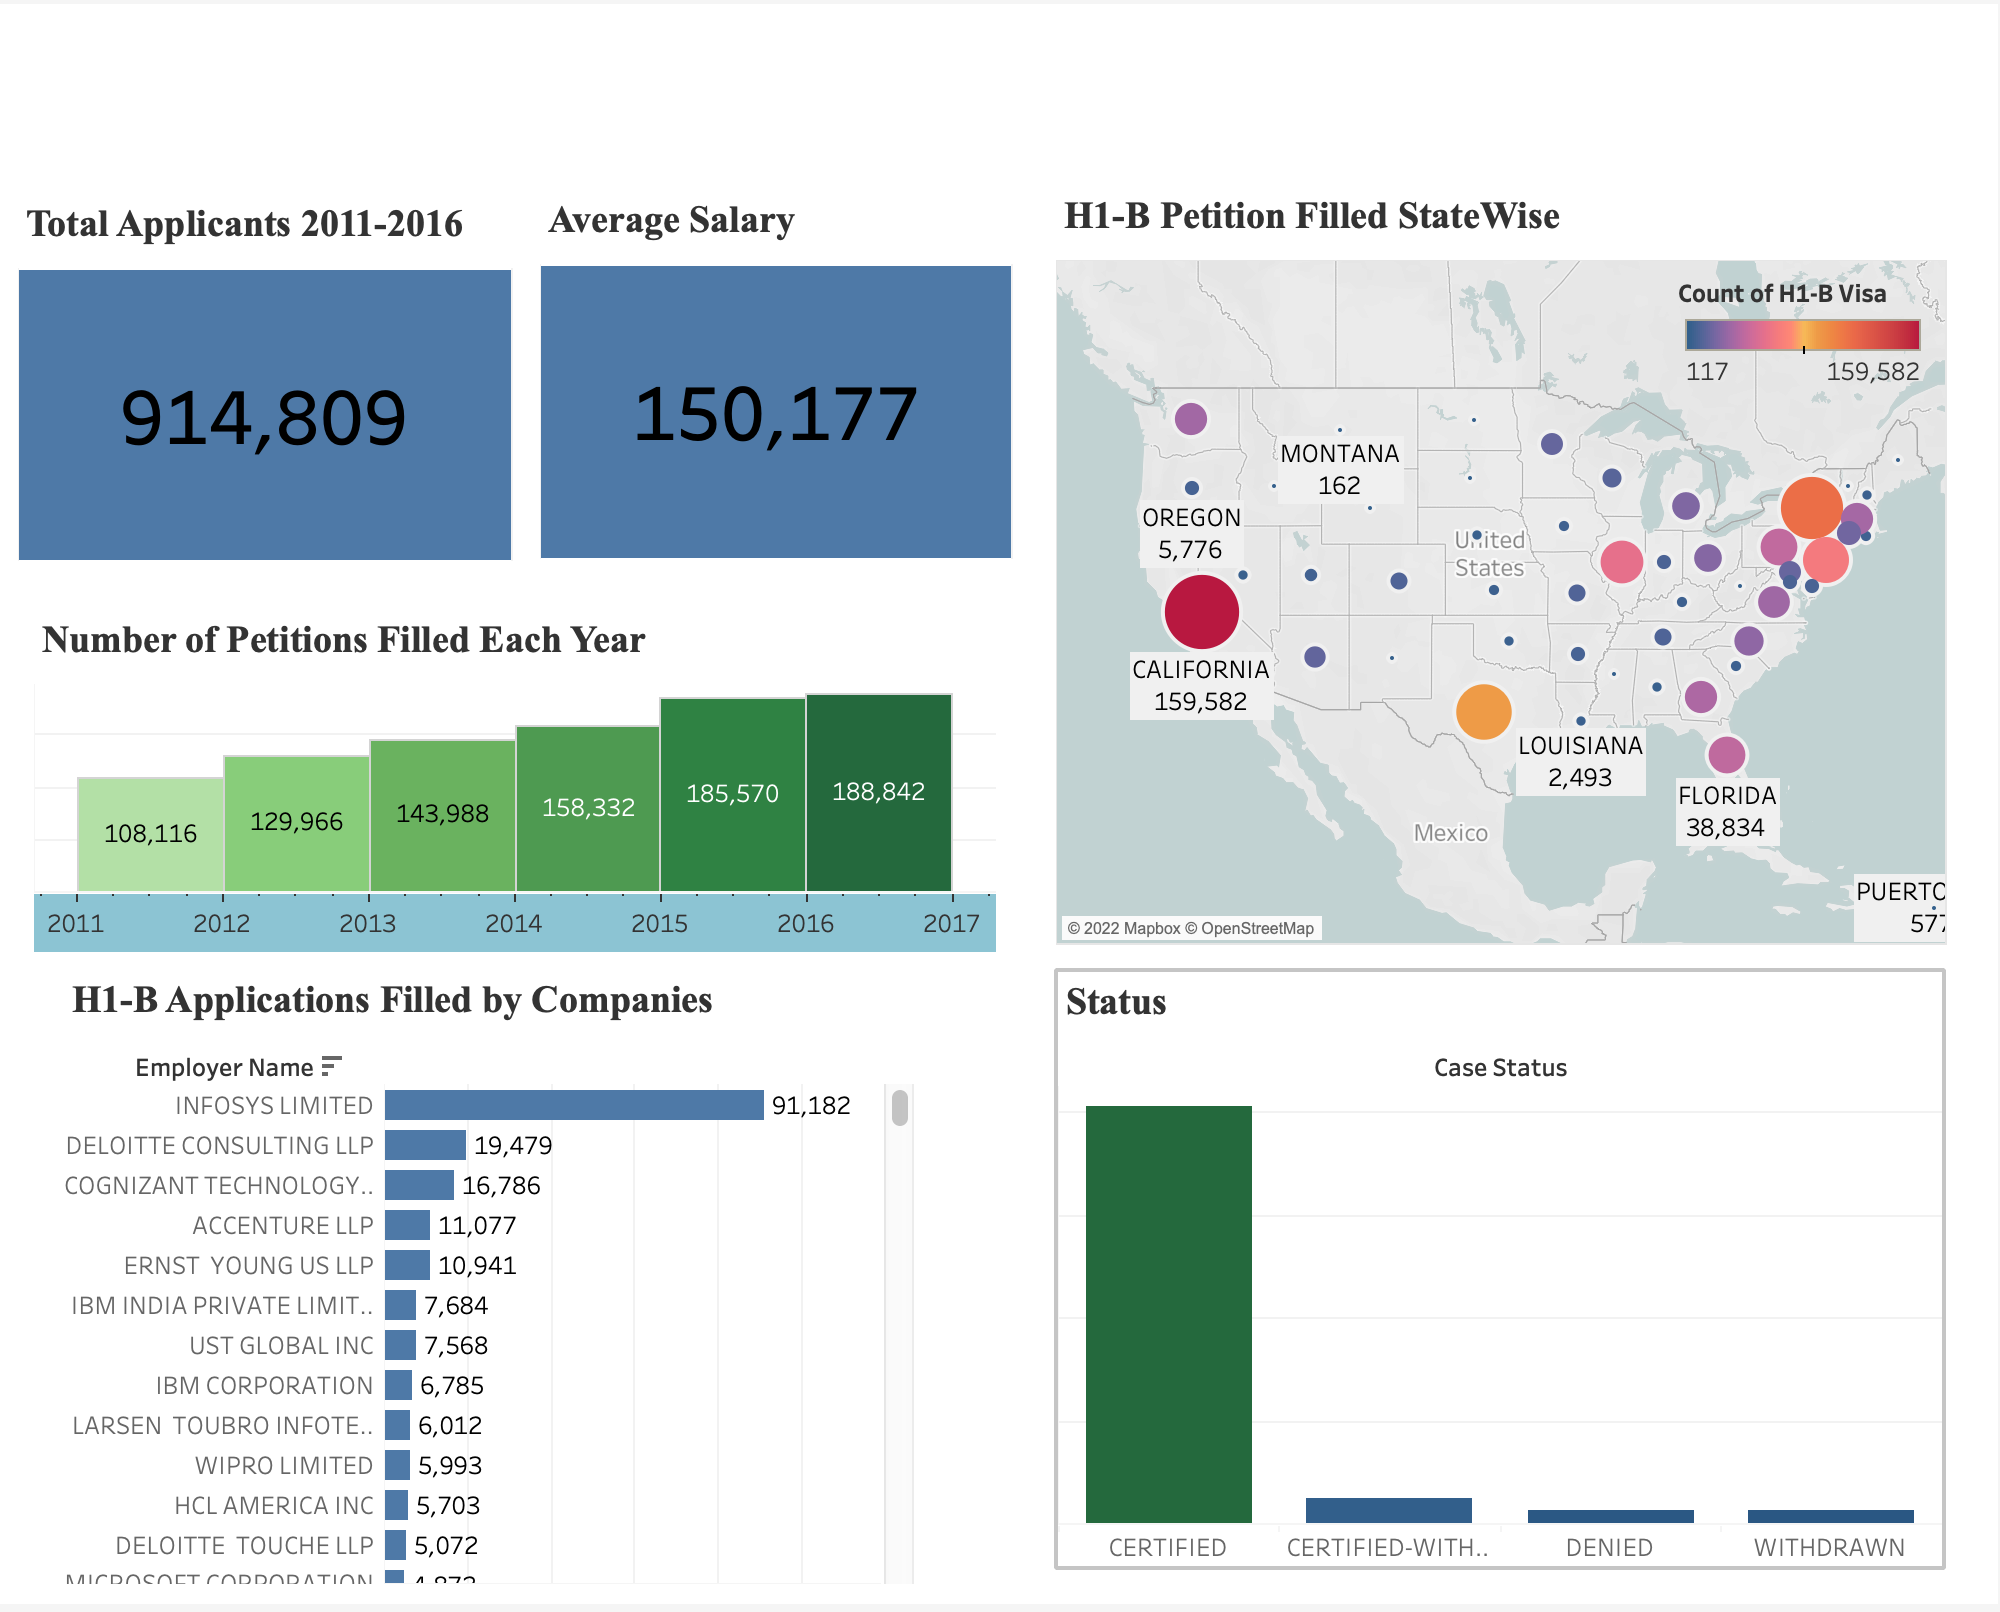 Total Applicants 2011-2016
914,809
Average Salary
150,177
H1-B Petition Filled StateWise
Count of H1-B Visa
117
159,582
MONTANA
162
OREGON
5,776
United
States
CALIFORNIA
159,582
LOUISIANA
2,493
FLORIDA
38,834
Mexico
PUERTO
577
© 2022 Mapbox © OpenStreetMap
Number of Petitions Filled Each Year
108,116
129,966
143,988
158,332
185,570
188,842
2011
2012
2013
2014
2015
2016
2017
H1-B Applications Filled by Companies
Employer Name
INFOSYS LIMITED 91,182
DELOITTE CONSULTING LLP 19,479
COGNIZANT TECHNOLOGY.. 16,786
ACCENTURE LLP 11,077
ERNST  YOUNG US LLP 10,941
IBM INDIA PRIVATE LIMIT.. 7,684
UST GLOBAL INC 7,568
IBM CORPORATION 6,785
LARSEN  TOUBRO INFOTE.. 6,012
WIPRO LIMITED 5,993
HCL AMERICA INC 5,703
DELOITTE  TOUCHE LLP 5,072
MICROSOFT CORPORATION
Status
Case Status
CERTIFIED
CERTIFIED-WITH..
DENIED
WITHDRAWN